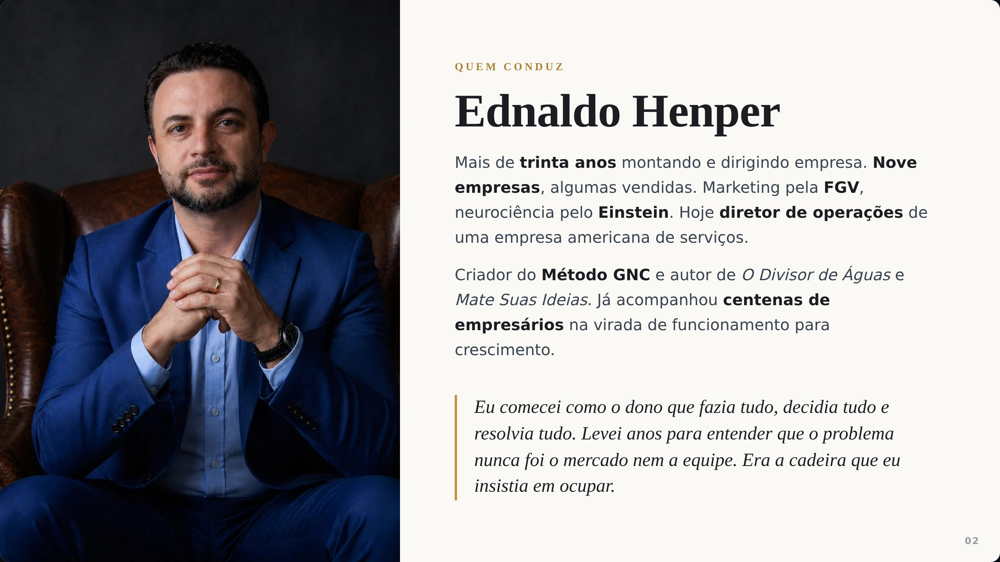 QUEM CONDUZ
Ednaldo Henper
Mais de trinta anos montando e dirigindo empresa. Nove
empresas, algumas vendidas. Marketing pela FGV,
neurociência pelo Einstein. Hoje diretor de operações de
uma empresa americana de serviços.
Criador do Método GNC e autor de O Divisor de Águas e
Mate Suas Ideias. Já acompanhou centenas de
empresários na virada de funcionamento para
crescimento.
Eu comecei como o dono que fazia tudo, decidia tudo e
resolvia tudo. Levei anos para entender que o problema
nunca foi o mercado nem a equipe. Era a cadeira que eu
insistia em ocupar.
02